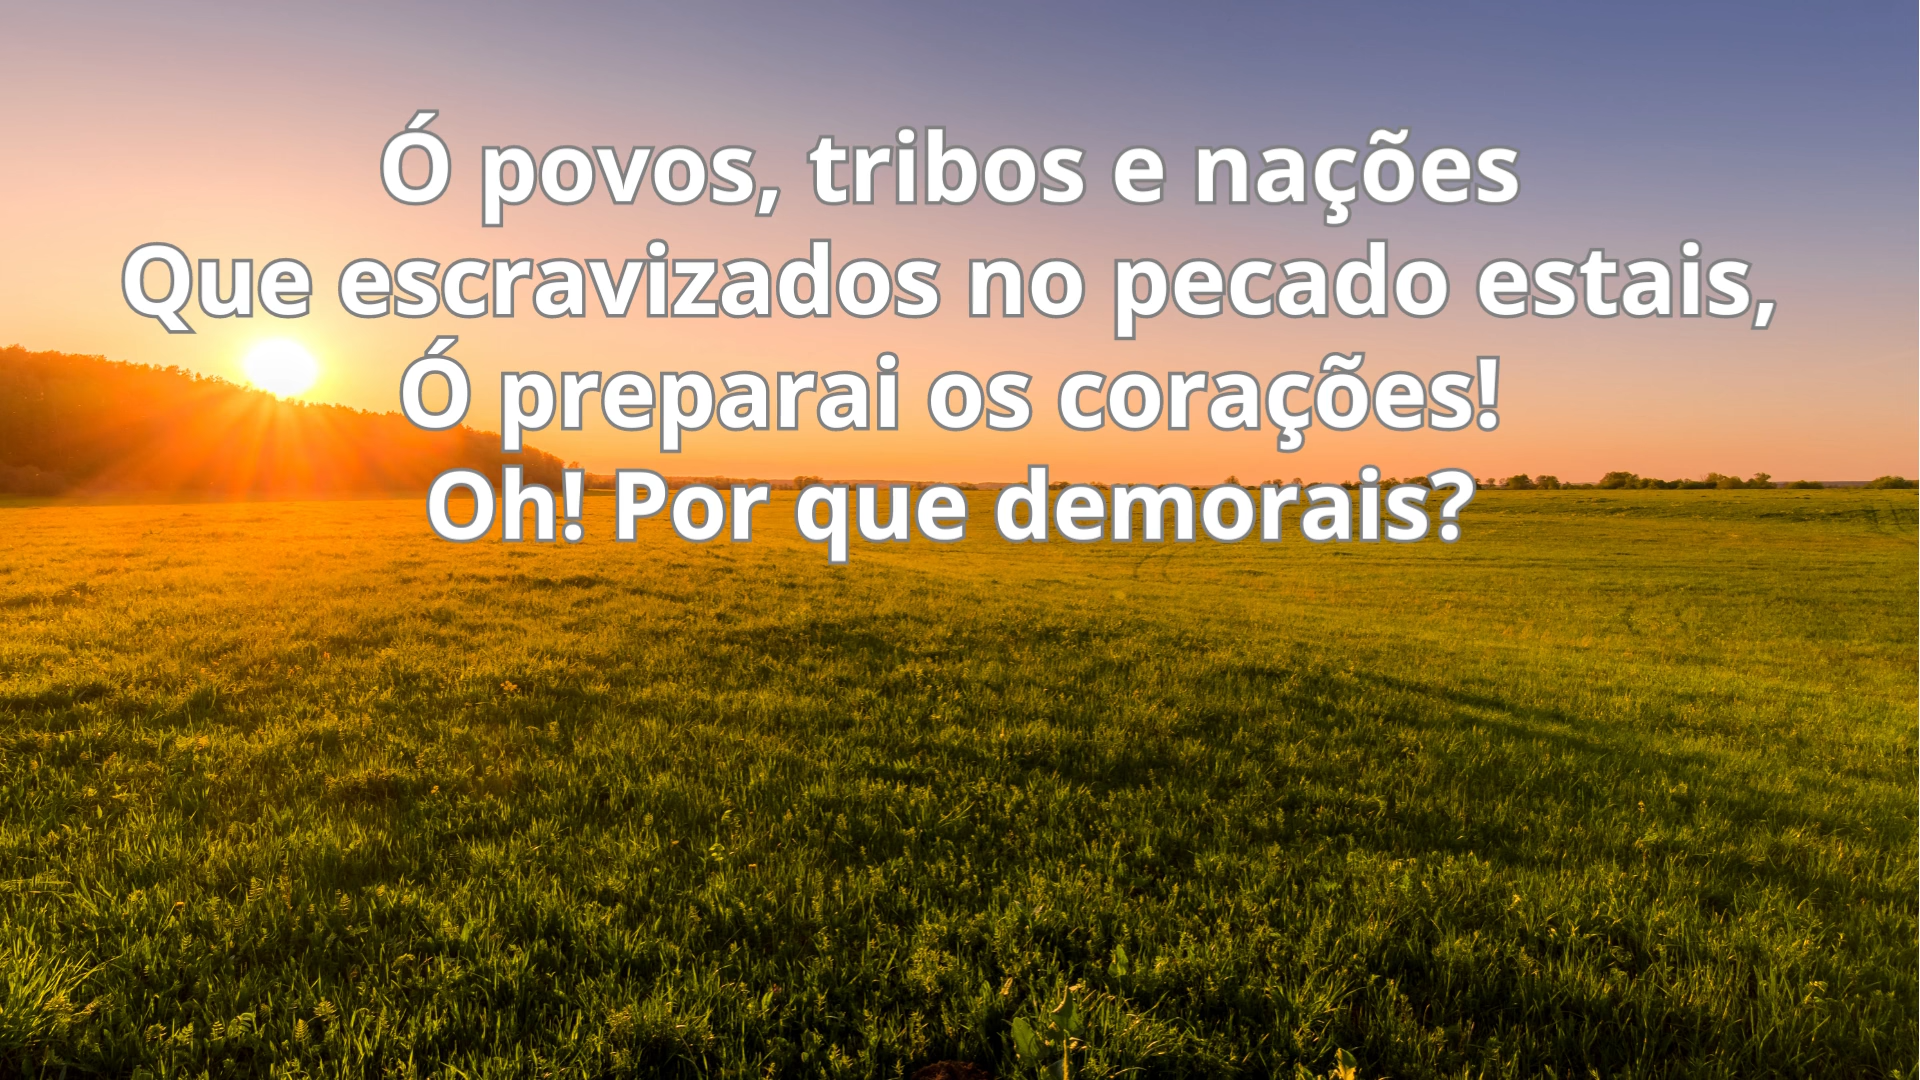 Ó povos, tribos e nações
Que escravizados no pecado estais,
Ó preparai os corações!
Oh! Por que demorais?